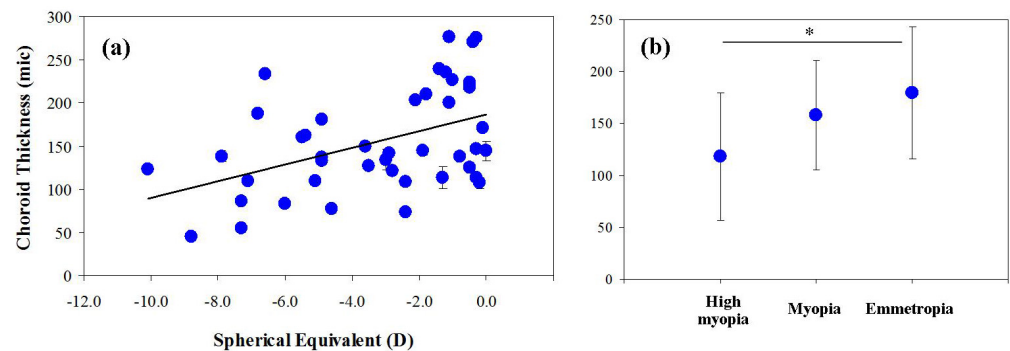 (a)
Choroid Thickness (mic)
300
250
200
150
100
50
0
-12.0 -10.0 -8.0 -6.0 -4.0 -2.0 0.0
Spherical Equivalent (D)
(b)
*
250
200
150
100
50
0
High
myopia
Myopia
Emmetropia